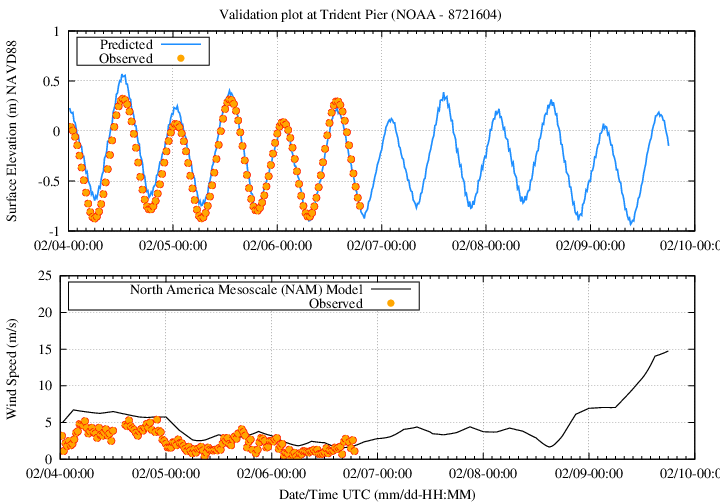 Validation plot at Trident Pier (NOAA - 8721604)
Surface Elevation (m) NAVD88
1
0.5
0
-0.5
-1
Predicted
Observed
02/04-00:00 02/05-00:00 02/06-00:00 02/07-00:00 02/08-00:00 02/09-00:00 02/10-00:0
Wind Speed (m/s)
25
20
15
10
5
0
North America Mesoscale (NAM) Model
Observed
02/04-00:00 02/05-00:00 02/06-00:00 02/07-00:00 02/08-00:00 02/09-00:00 02/10-00:0
Date/Time UTC (mm/dd-HH:MM)